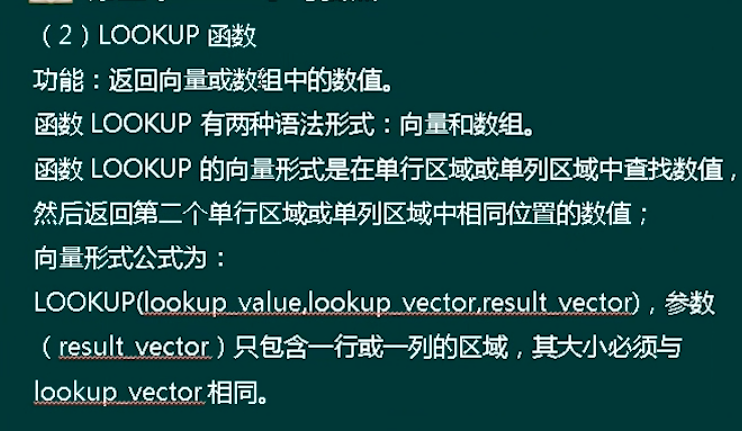 （2）LOOKUP 函数
功能：返回向量或数组中的数值。
函数 LOOKUP 有两种语法形式：向量和数组。
函数 LOOKUP 的向量形式是在单行区域或单列区域中查找数值，
然后返回第二个单行区域或单列区域中相同位置的数值；
向量形式公式为：
LOOKUP(lookup_value,lookup_vector,result_vector)，参数
（result_vector）只包含一行或一列的区域，其大小必须与
lookup_vector 相同。